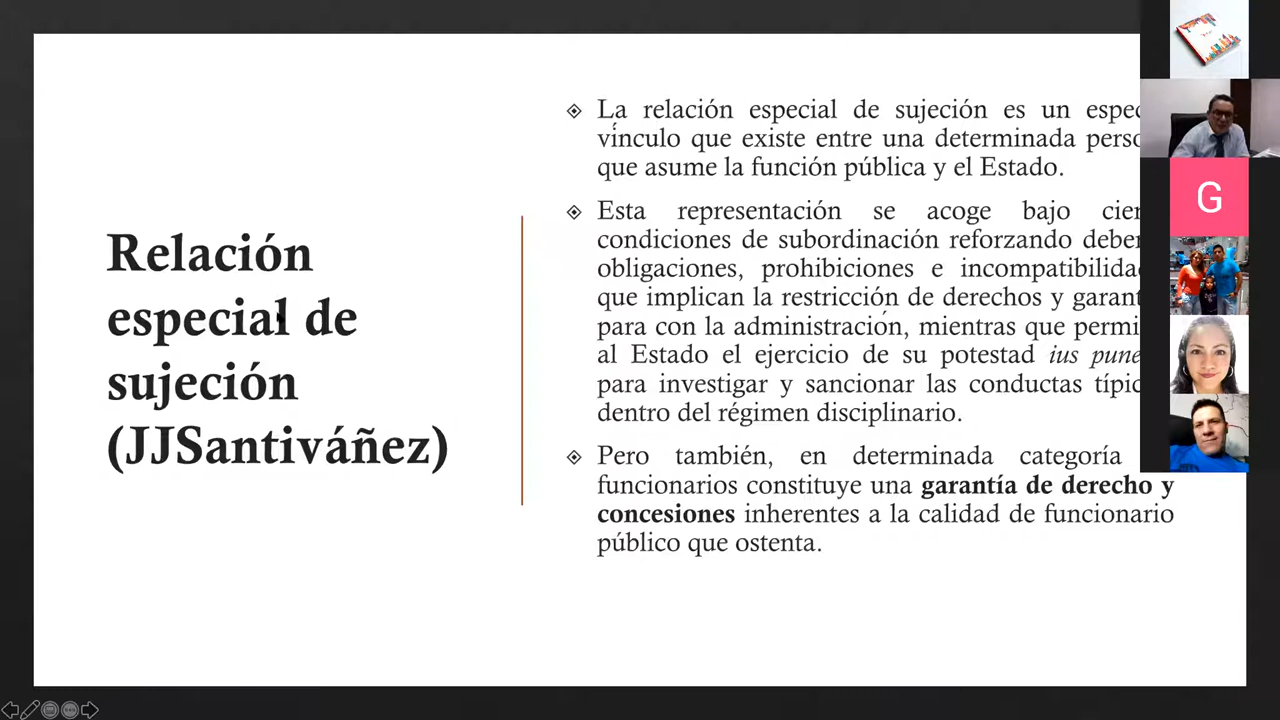 Relación
especial de
sujeción
(JJSantiváñez)
La relación especial de sujeción es un
vínculo que existe entre una determinada
que asume la función pública y el Estado.
Esta representación se acoge bajo
condiciones de subordinación reforzando
obligaciones, prohibiciones e
que implican la restricción de derechos y
para con la administración, mientras que
al Estado el ejercicio de su potestad ius
para investigar y sancionar las conductas
dentro del régimen disciplinario.
Pero también, en determinada categoría
funcionarios constituye una garantía de derecho y
concesiones inherentes a la calidad de funcionario
público que ostenta.
G